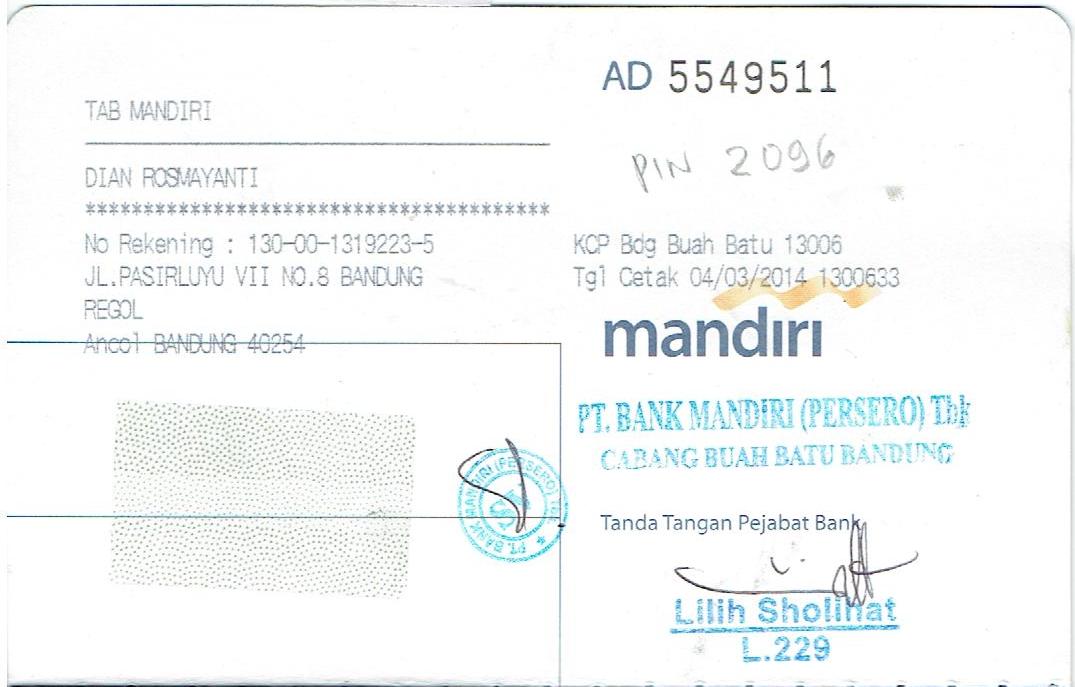 TAB MANDIRI
DIAN ROSMAYANTI
****************************************
No Rekening : 130-00-1319223-5
JL.PASIRLUYU VII NO.8 BANDUNG
REGOL
Ancol BANDUNG 40254
PT. BANK MANDIRI (PERSERO) Tbk
AD 5549511
PIN 2096
KCP Bdg Buah Batu 13006
Tgl Cetak 04/03/2014 1300633
mandiri
PT. BANK MANDIRI (PERSERO) Tbk
CABANG BUAH BATU BANDUNG
Tanda Tangan Pejabat Bank
Lilih Sholihat
L.229